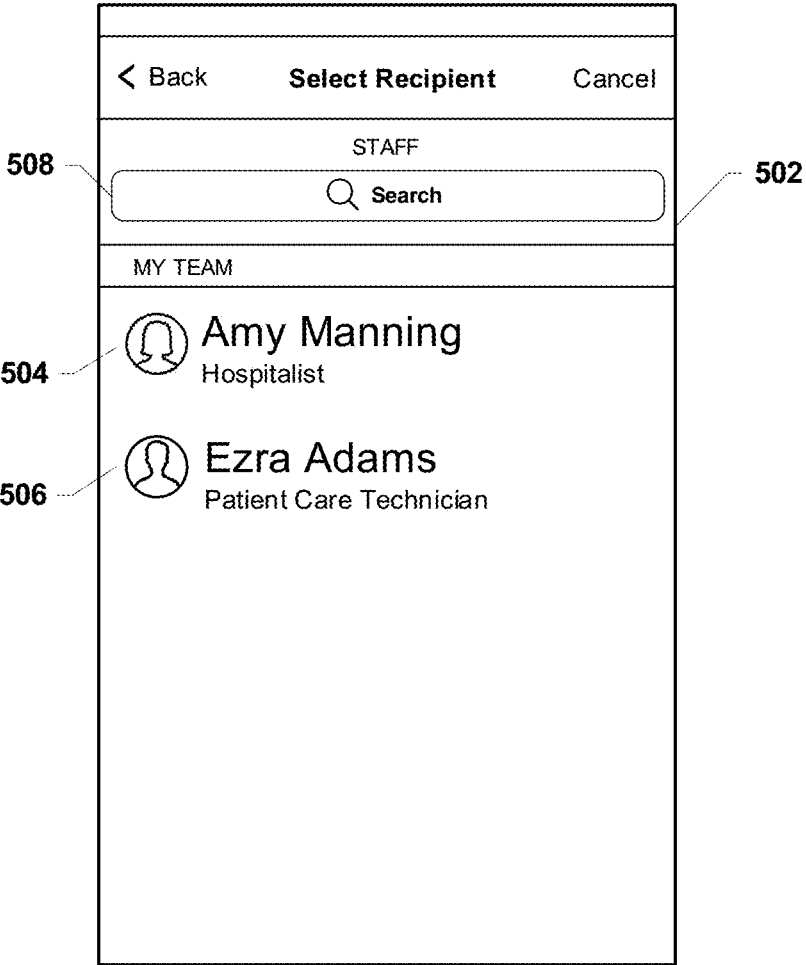 Back Select Recipient Cancel
STAFF
508
Search
502
MY TEAM
Amy Manning
504
Hospitalist
Ezra Adams
506
Patient Care Technician